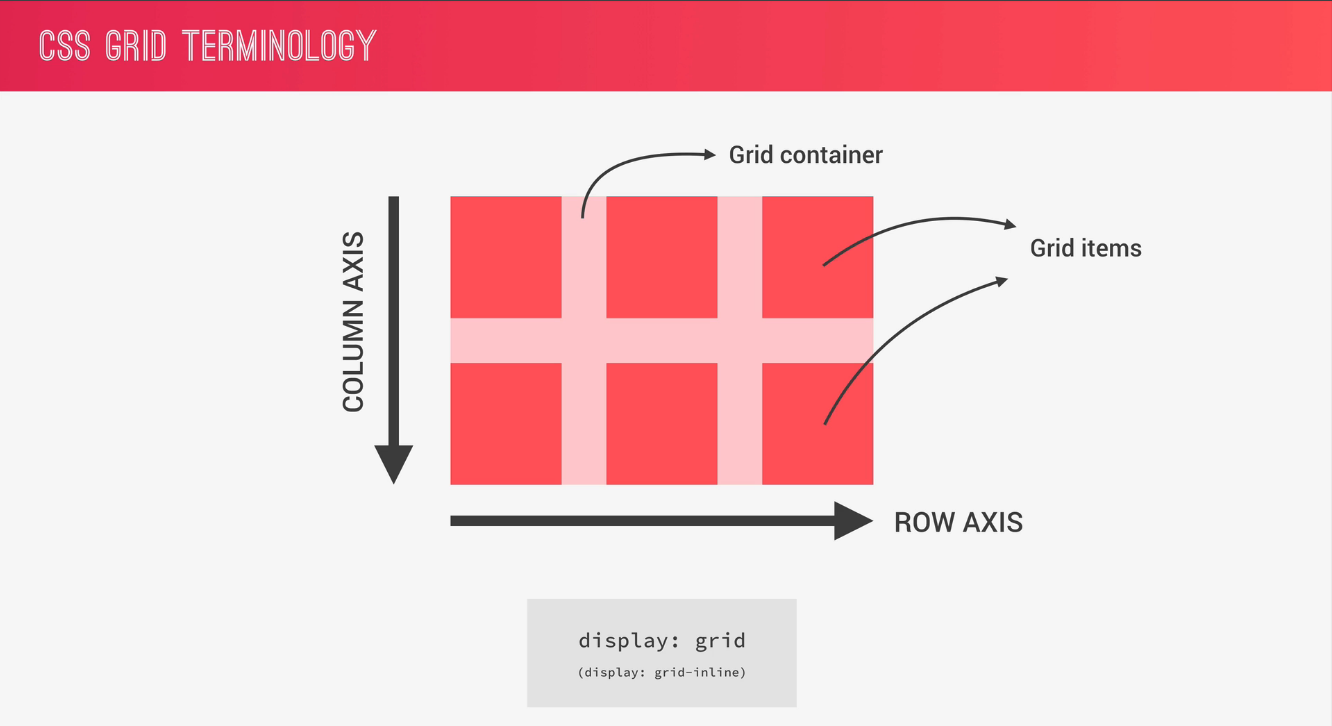 CSS GRID TERMINOLOGY
Grid container
Grid items
COLUMN AXIS
ROW AXIS
display: grid
(display: grid-inline)